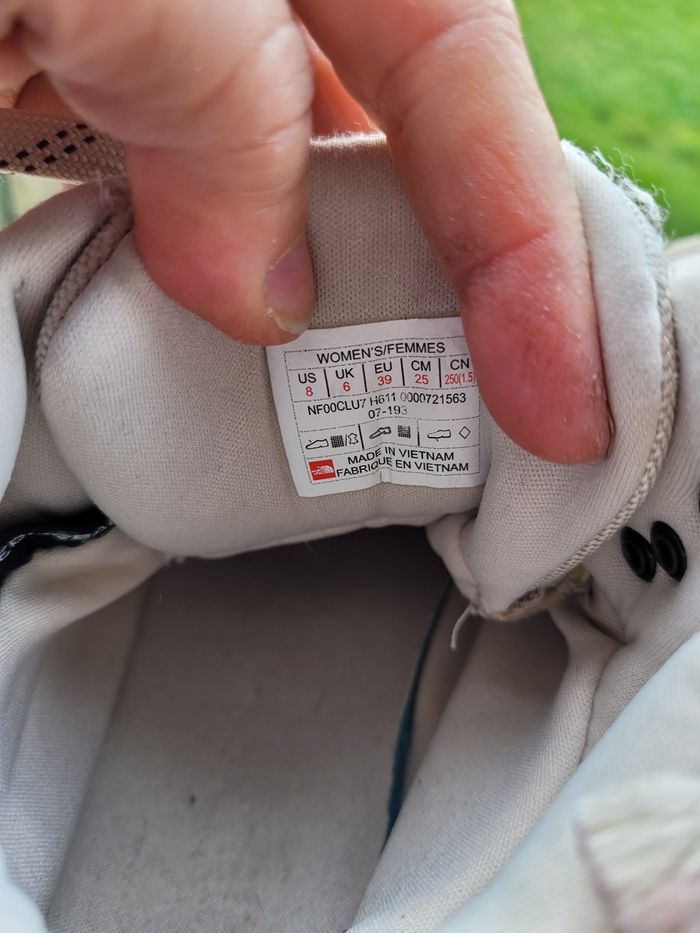 WOMEN'S/FEMMES
US UK EU CM CN
8 6 39 25 250(1.5)
NF00CLU7 H611 0000721563
07-193
MADE IN VIETNAM
FABRIQUE EN VIETNAM